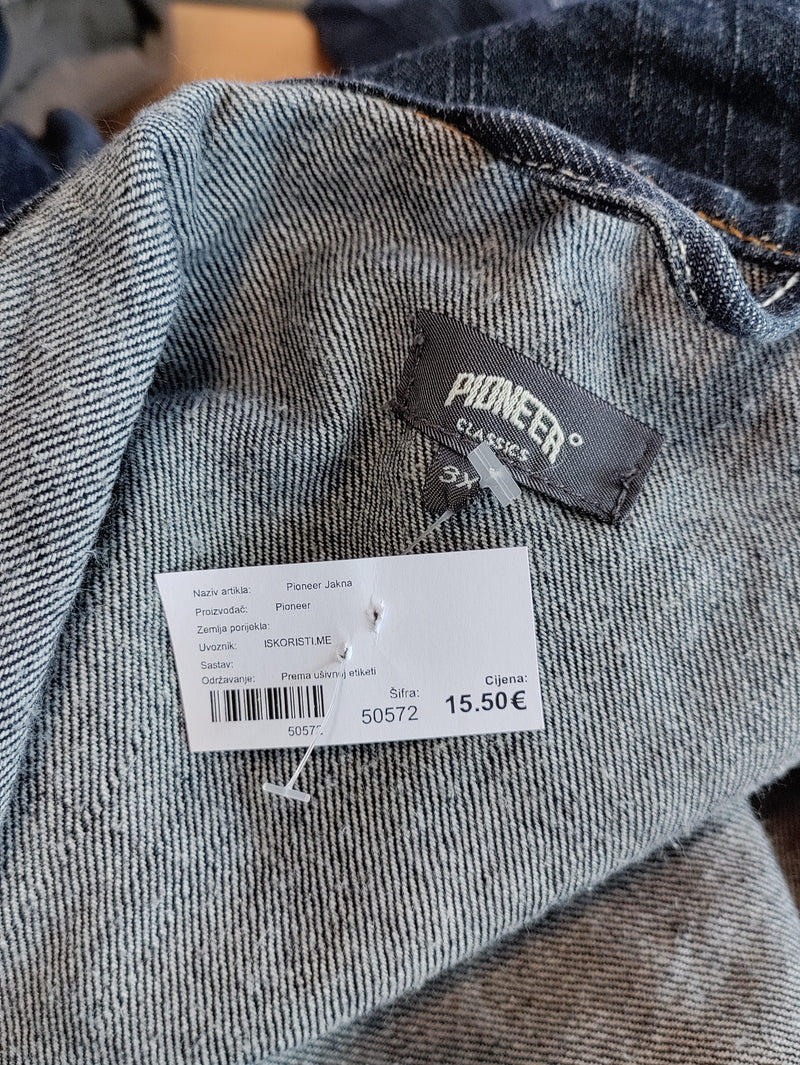 PIONEER
CLASSICS
Naziv artikla: Pioneer Jakna
Proizvođač: Pioneer
Zemlja porijekla:
Uvoznik: ISKORISTI.ME
Sastav:
Održavanje: Prema ušivnoj etiketi
Cijena:
Šifra:
50572 15.50€
50572